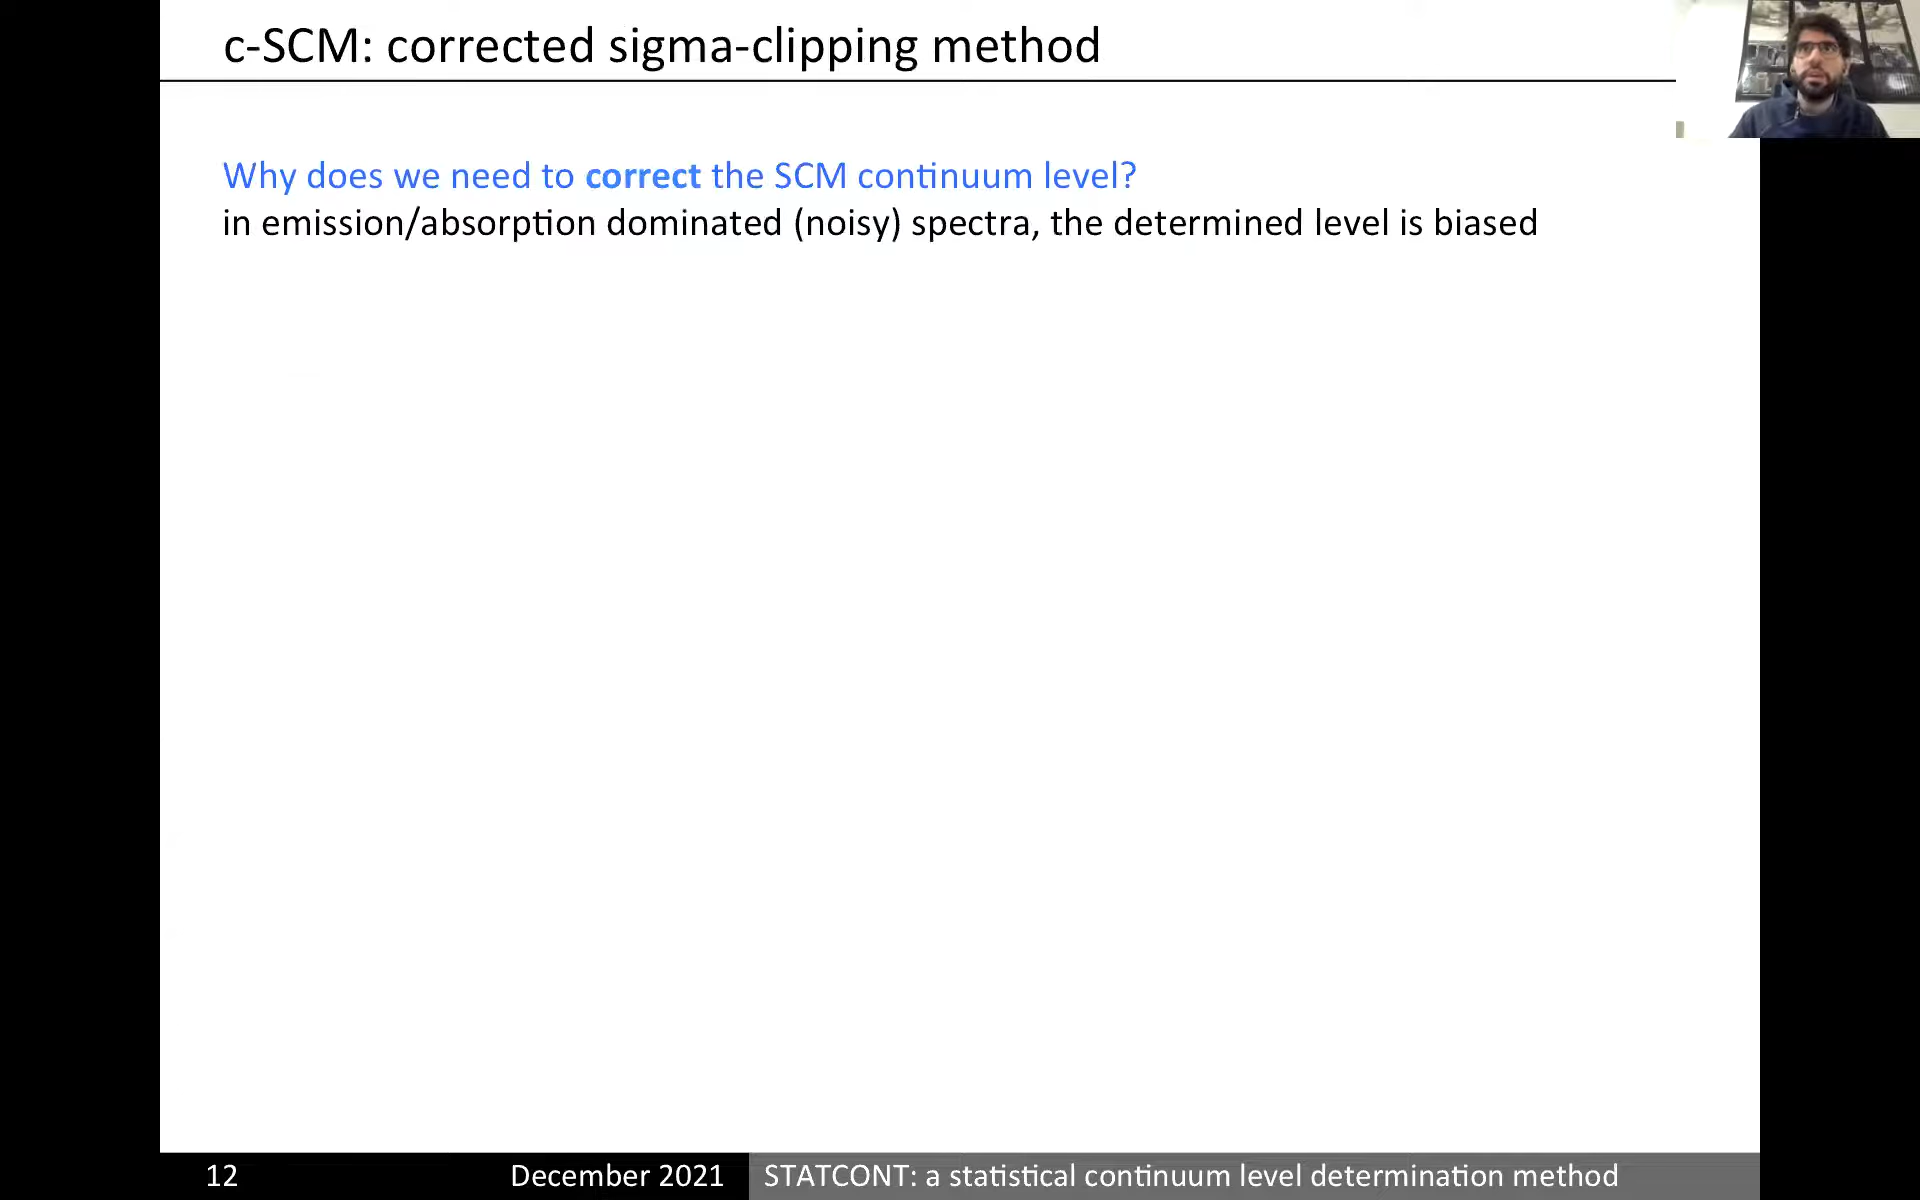 c-SCM: corrected sigma-clipping method
Why does we need to correct the SCM continuum level?
in emission/absorption dominated (noisy) spectra, the determined level is biased
12
December 2021
STATCONT: a statistical continuum level determination method